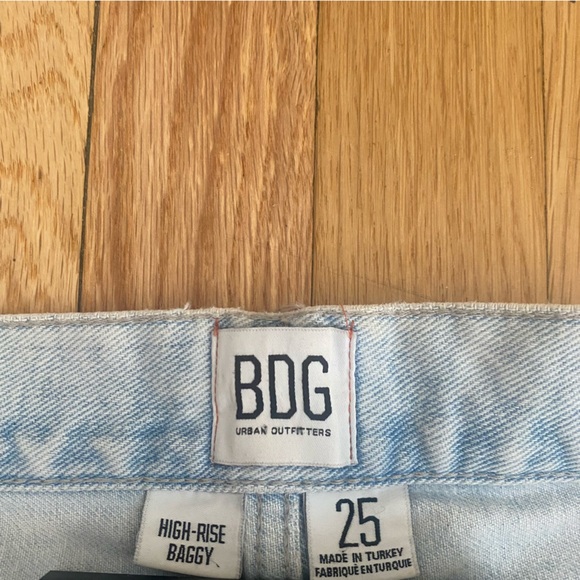 BDG
URBAN OUTFITTERS
HIGH-RISE
BAGGY
25
MADE IN TURKEY
FABRIQUÉ EN TURQUIE